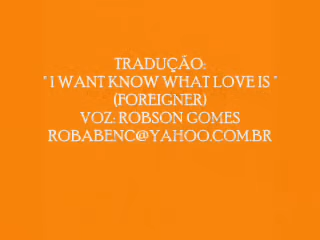 TRADUÇÃO:
" I WANT KNOW WHAT LOVE IS "
(FOREIGNER)
VOZ: ROBSON GOMES
ROBABENC@YAHOO.COM.BR